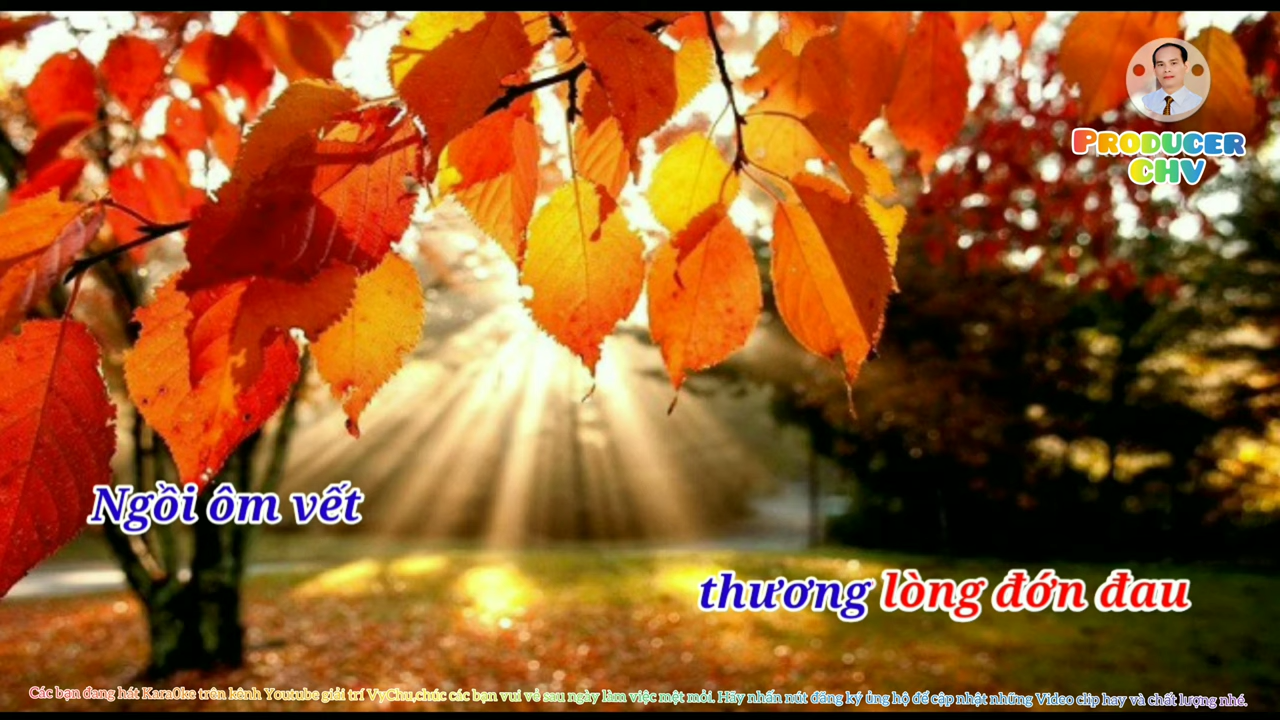 PRODUCER
CHV
Ngồi ôm vết
thương lòng đớn đau
Các bạn đang hát Kara0ke trên kênh Youtube giải trí VyChu,chúc các bạn vui vẻ sau ngày làm việc mệt mỏi. Hãy nhấn nút đăng ký ủng hộ để cập nhật những Video clip hay và chất lượng nhé.